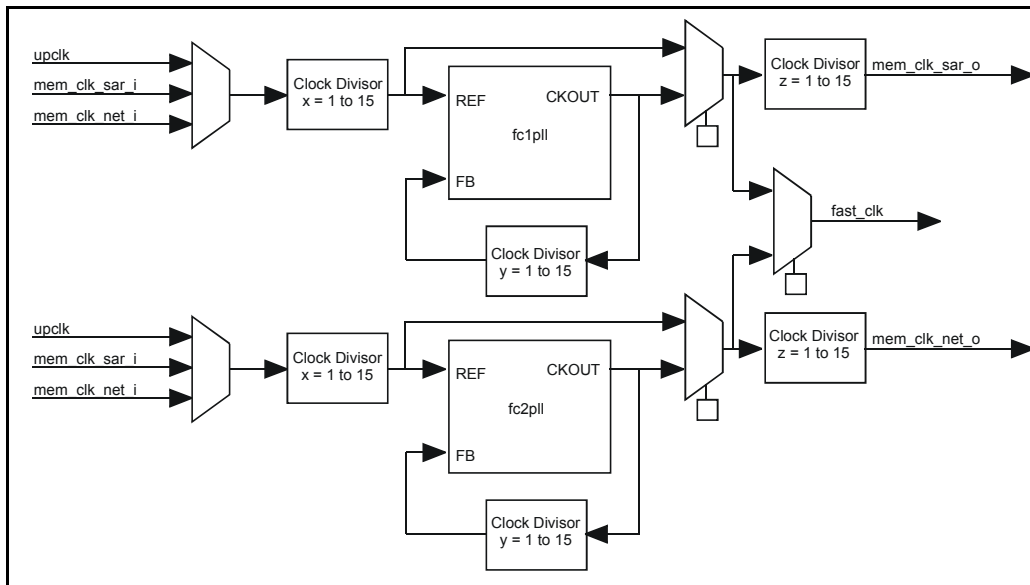 upclk
mem_clk_sar_i
mem_clk_net_i
Clock Divisor
x = 1 to 15
REF
CKOUT
fc1pll
FB
Clock Divisor
y = 1 to 15
Clock Divisor
z = 1 to 15
mem_clk_sar_o
fast_clk
upclk
mem_clk_sar_i
mem_clk_net_i
Clock Divisor
x = 1 to 15
REF
CKOUT
fc2pll
FB
Clock Divisor
y = 1 to 15
Clock Divisor
z = 1 to 15
mem_clk_net_o